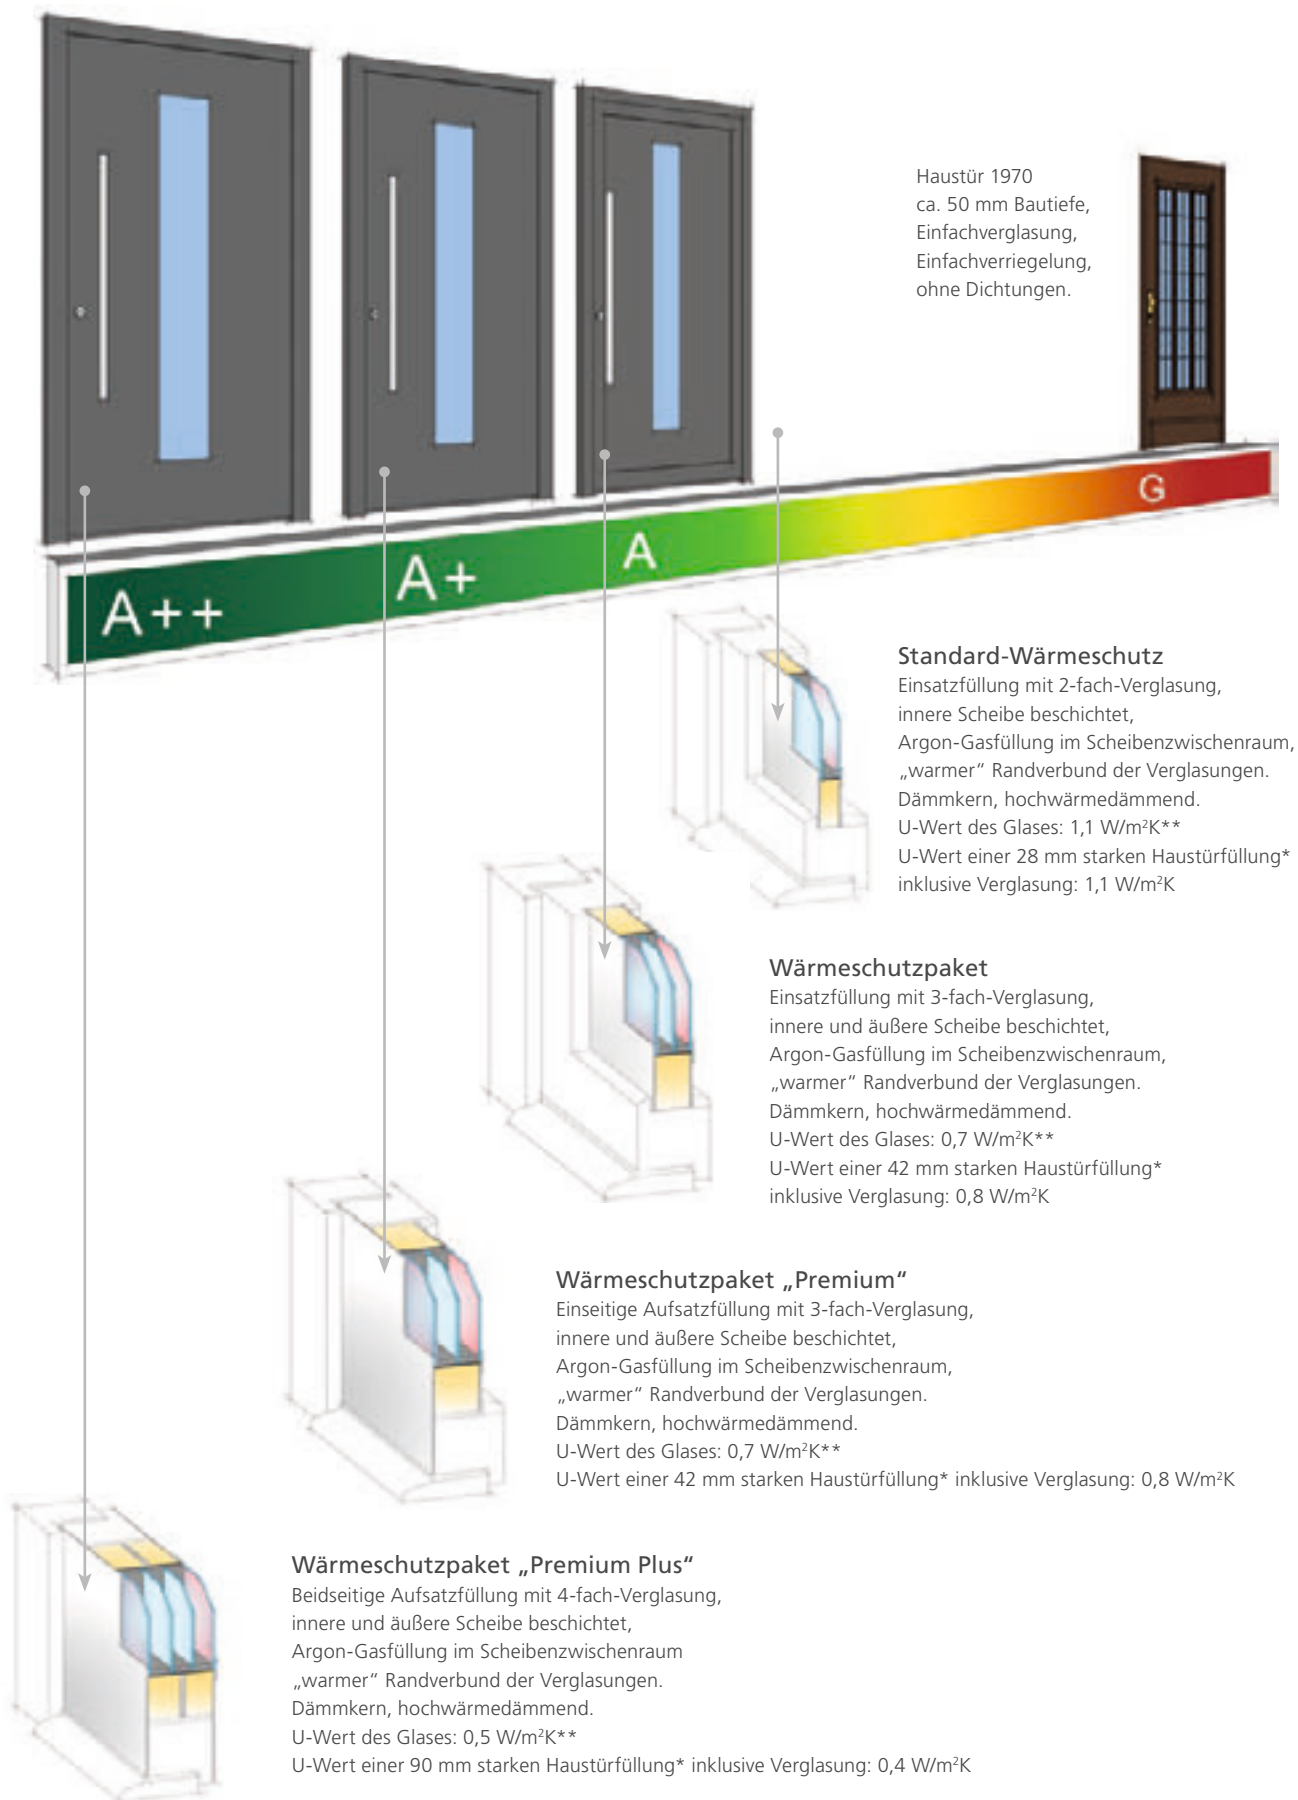 Haustür 1970
ca. 50 mm Bautiefe,
Einfachverglasung,
Einfachverriegelung,
ohne Dichtungen.
A++
A+
A
G
Standard-Wärmeschutz
Einsatzfüllung mit 2-fach-Verglasung,
innere Scheibe beschichtet,
Argon-Gasfüllung im Scheibenzwischenraum,
„warmer“ Randverbund der Verglasungen.
Dämmkern, hochwärmedämmend.
U-Wert des Glases: 1,1 W/m²K**
U-Wert einer 28 mm starken Haustürfüllung*
inklusive Verglasung: 1,1 W/m²K
Wärmeschutzpaket
Einsatzfüllung mit 3-fach-Verglasung,
innere und äußere Scheibe beschichtet,
Argon-Gasfüllung im Scheibenzwischenraum,
„warmer“ Randverbund der Verglasungen.
Dämmkern, hochwärmedämmend.
U-Wert des Glases: 0,7 W/m²K**
U-Wert einer 42 mm starken Haustürfüllung*
inklusive Verglasung: 0,8 W/m²K
Wärmeschutzpaket „Premium“
Einseitige Aufsatzfüllung mit 3-fach-Verglasung,
innere und äußere Scheibe beschichtet,
Argon-Gasfüllung im Scheibenzwischenraum,
„warmer“ Randverbund der Verglasungen.
Dämmkern, hochwärmedämmend.
U-Wert des Glases: 0,7 W/m²K**
U-Wert einer 42 mm starken Haustürfüllung* inklusive Verglasung: 0,8 W/m²K
Wärmeschutzpaket „Premium Plus“
Beidseitige Aufsatzfüllung mit 4-fach-Verglasung,
innere und äußere Scheibe beschichtet,
Argon-Gasfüllung im Scheibenzwischenraum
„warmer“ Randverbund der Verglasungen.
Dämmkern, hochwärmedämmend.
U-Wert des Glases: 0,5 W/m²K**
U-Wert einer 90 mm starken Haustürfüllung* inklusive Verglasung: 0,4 W/m²K